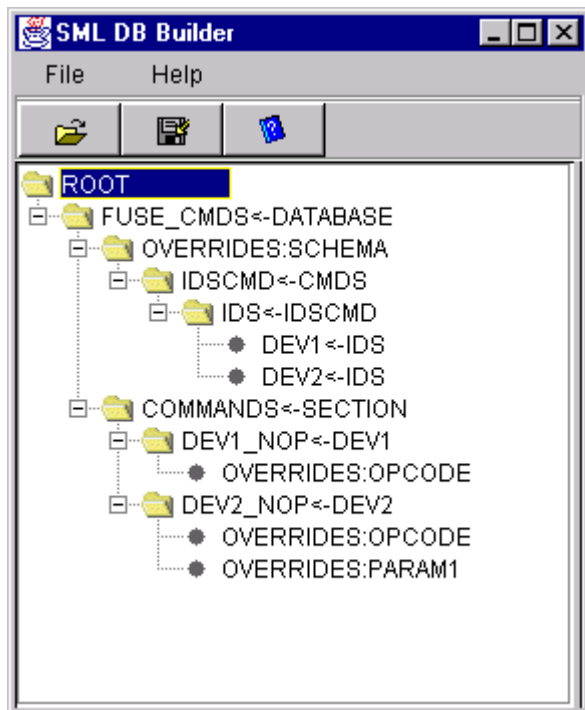 SML DB Builder
File Help
ROOT
FUSE_CMDS<-DATABASE
OVERRIDES:SCHEMA
IDSCMD<-CMDS
IDS<-IDSCMD
DEV1<-IDS
DEV2<-IDS
COMMANDS<-SECTION
DEV1_NOP<-DEV1
OVERRIDES:OPCODE
DEV2_NOP<-DEV2
OVERRIDES:OPCODE
OVERRIDES:PARAM1